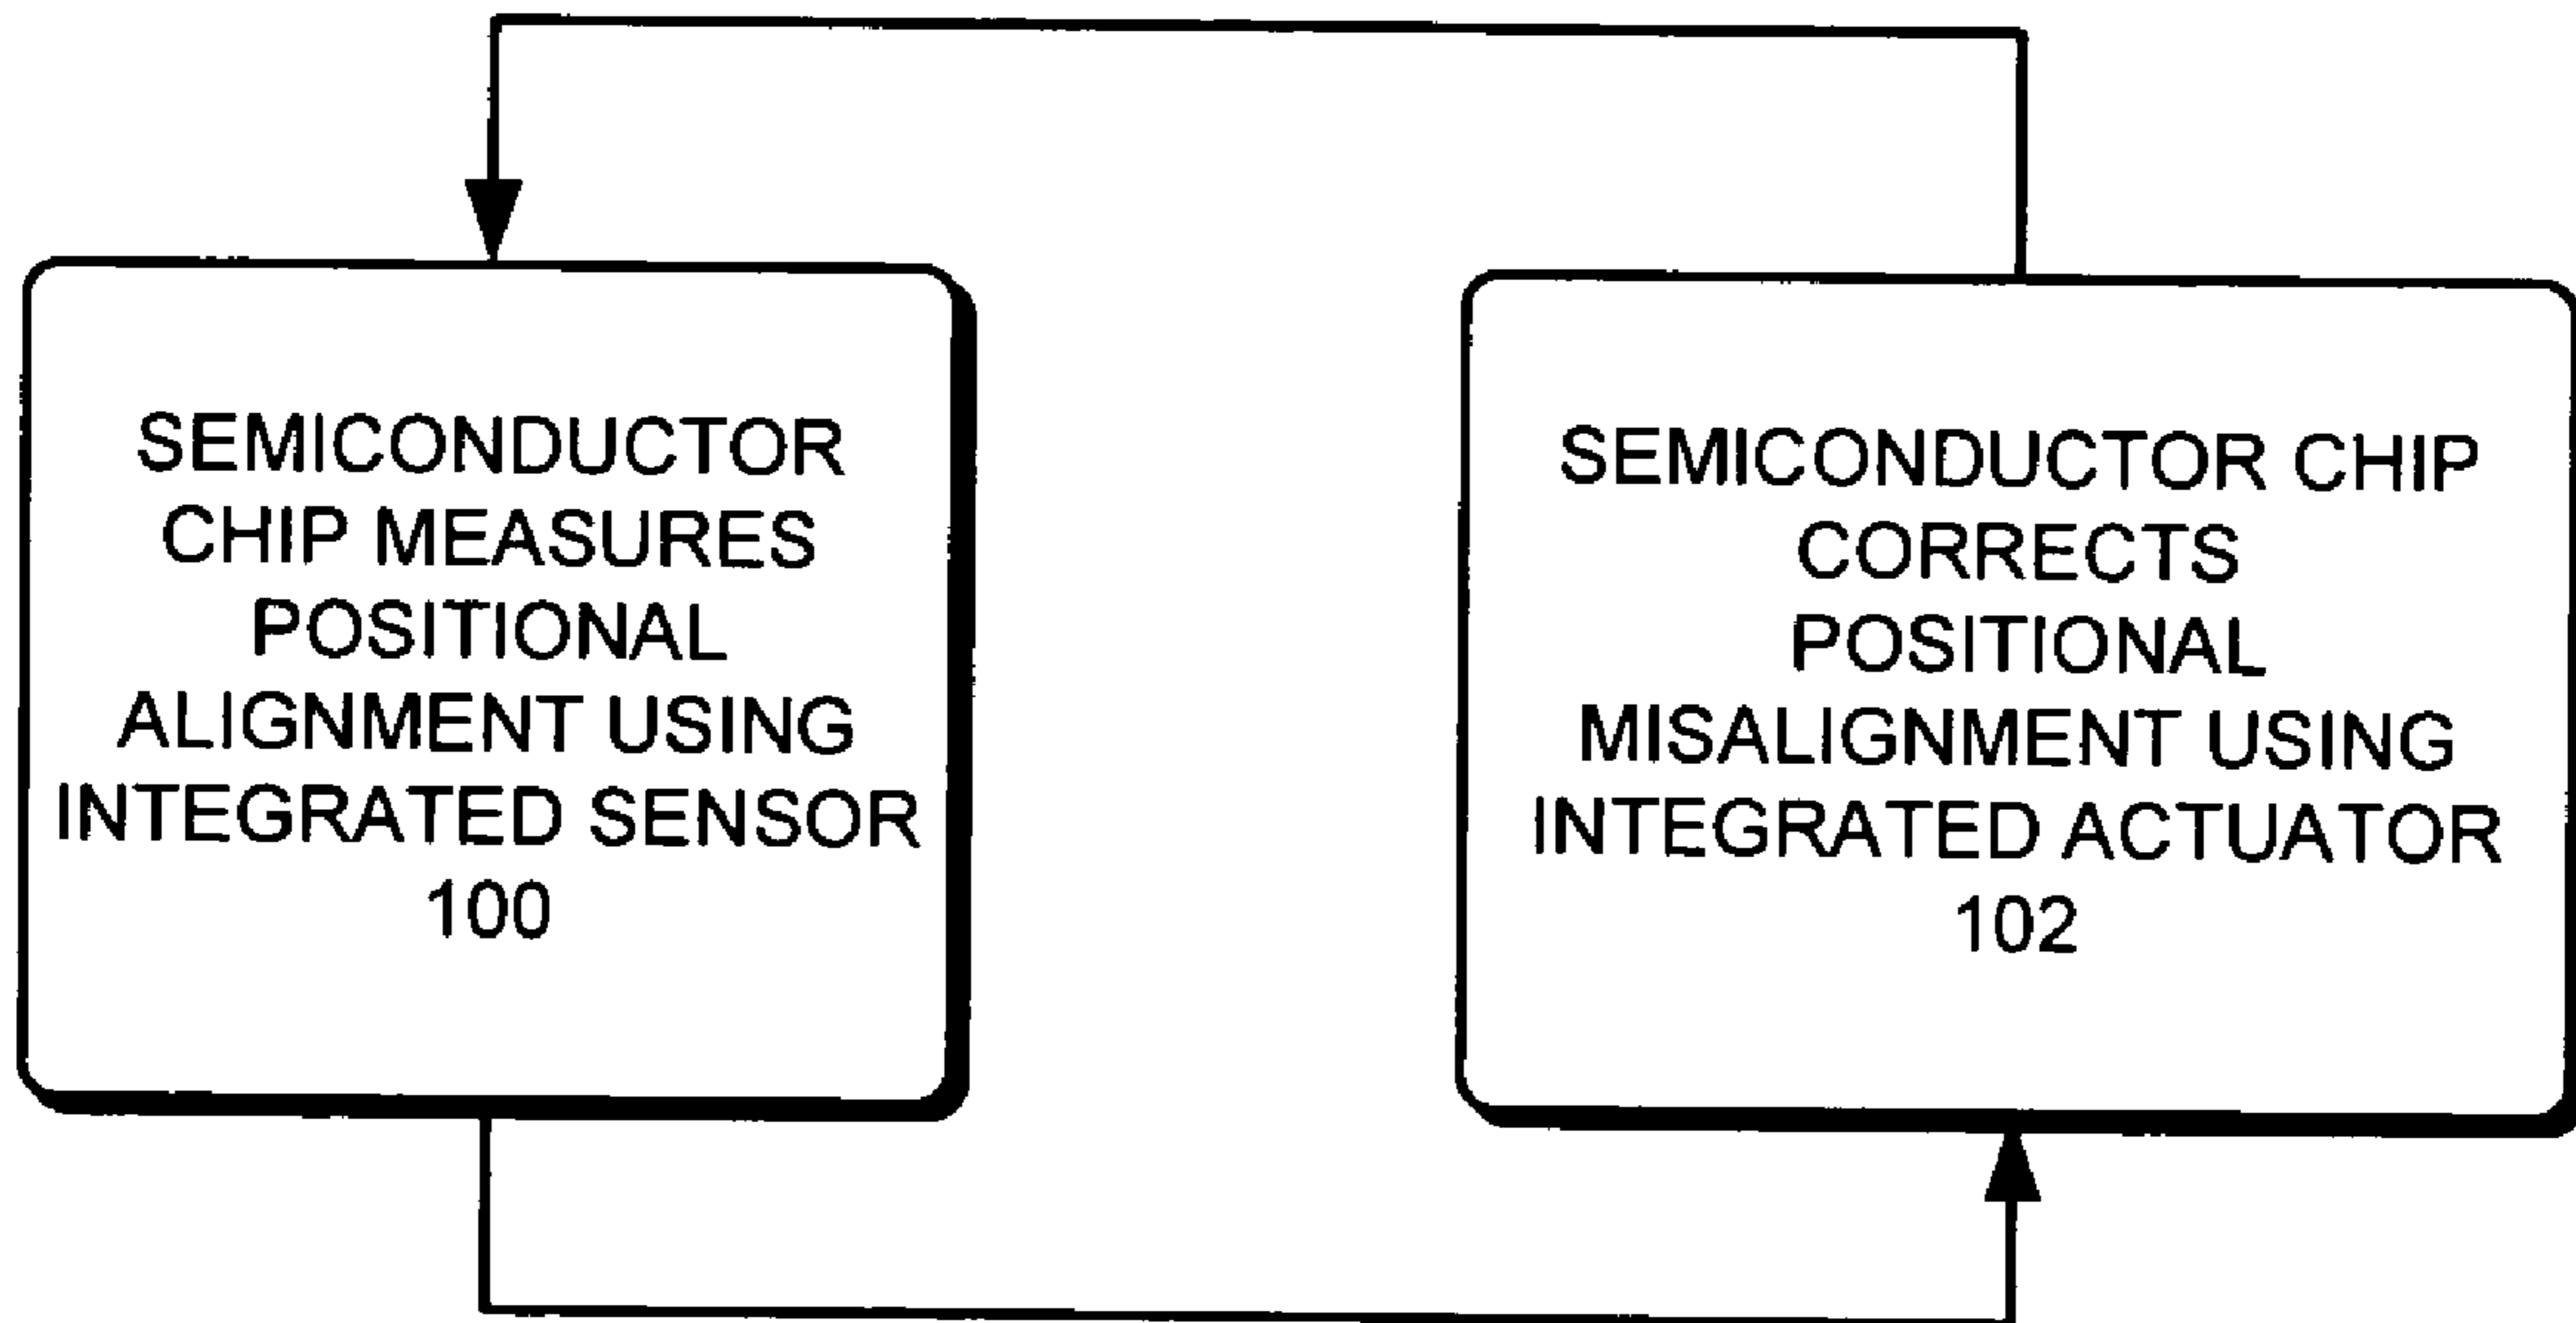 SEMICONDUCTOR
CHIP MEASURES
POSITIONAL
ALIGNMENT USING
INTEGRATED SENSOR
100
SEMICONDUCTOR CHIP
CORRECTS
POSITIONAL
MISALIGNMENT USING
INTEGRATED ACTUATOR
102